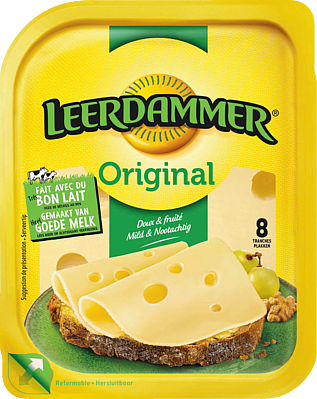 LEERDAMMER®
Original
FAIT AVEC DU
BON LAIT
GEMAAKT VAN
GOEDE MELK
Doux & fruité
Mild & Nootachtig
8
TRANCHES
PLAKKEN
Suggestion de présentation • Serveertip
Refermable • Hersluitbaar